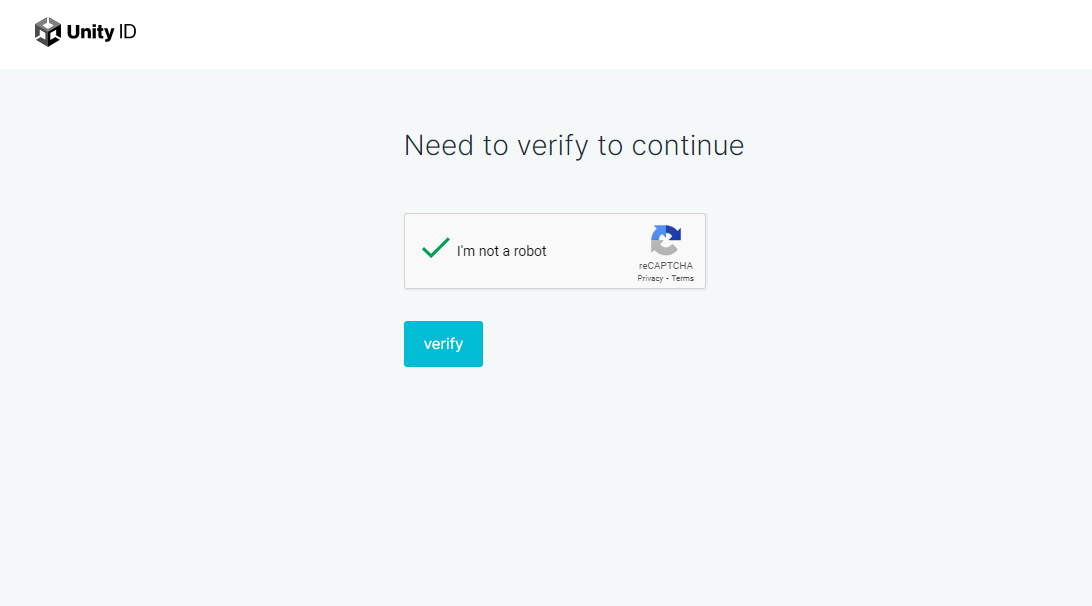 Unity ID
Need to verify to continue
I'm not a robot
reCAPTCHA
Privacy - Terms
verify